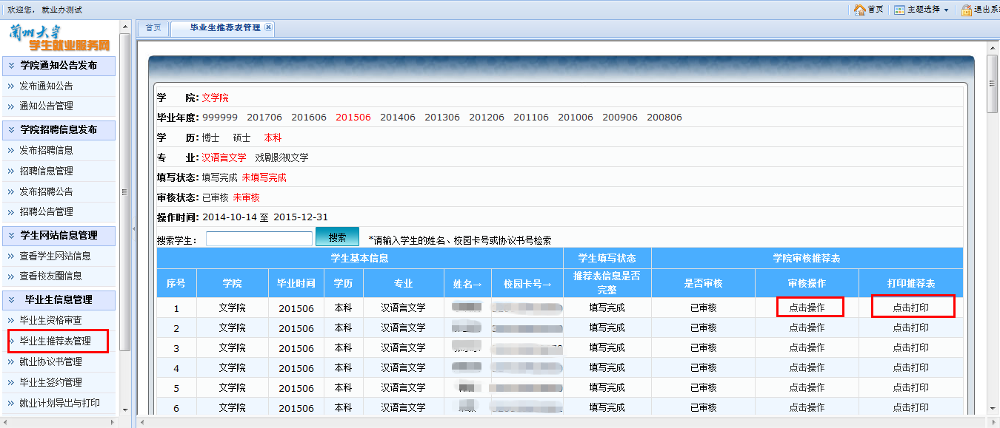 欢迎您, 就业办测试
首页 主题选择 退出系
兰州大学
学生就业服务网
学院通知公告发布
发布通知公告
通知公告管理
学院招聘信息发布
发布招聘信息
招聘信息管理
发布招聘公告
招聘公告管理
学生网站信息管理
查看学生网站信息
查看校友圈信息
毕业生信息管理
毕业生资格审查
毕业生推荐表管理
就业协议书管理
毕业生签约管理
就业计划导出与打印
首页 毕业生推荐表管理
学 院: 文学院
毕业年度: 999999 201706 201606 201506 201406 201306 201206 201106 201006 200906 200806
学 历: 博士 硕士 本科
专 业: 汉语言文学 戏剧影视文学
填写状态: 填写完成 未填写完成
审核状态: 已审核 未审核
操作时间: 2014-10-14 至 2015-12-31
搜索学生: 搜索 *请输入学生的姓名、校园卡号或协议书号检索
学生基本信息 学生填写状态 学院审核推荐表
序号 学院 毕业时间 学历 专业 姓名→ 校园卡号→ 推荐表信息是否完整 是否审核 审核操作 打印推荐表
1 文学院 201506 本科 汉语言文学 填写完成 已审核 点击操作 点击打印
2 文学院 201506 本科 汉语言文学 填写完成 已审核 点击操作 点击打印
3 文学院 201506 本科 汉语言文学 填写完成 已审核 点击操作 点击打印
4 文学院 201506 本科 汉语言文学 填写完成 已审核 点击操作 点击打印
5 文学院 201506 本科 汉语言文学 填写完成 已审核 点击操作 点击打印
6 文学院 201506 本科 汉语言文学 填写完成 已审核 点击操作 点击打印